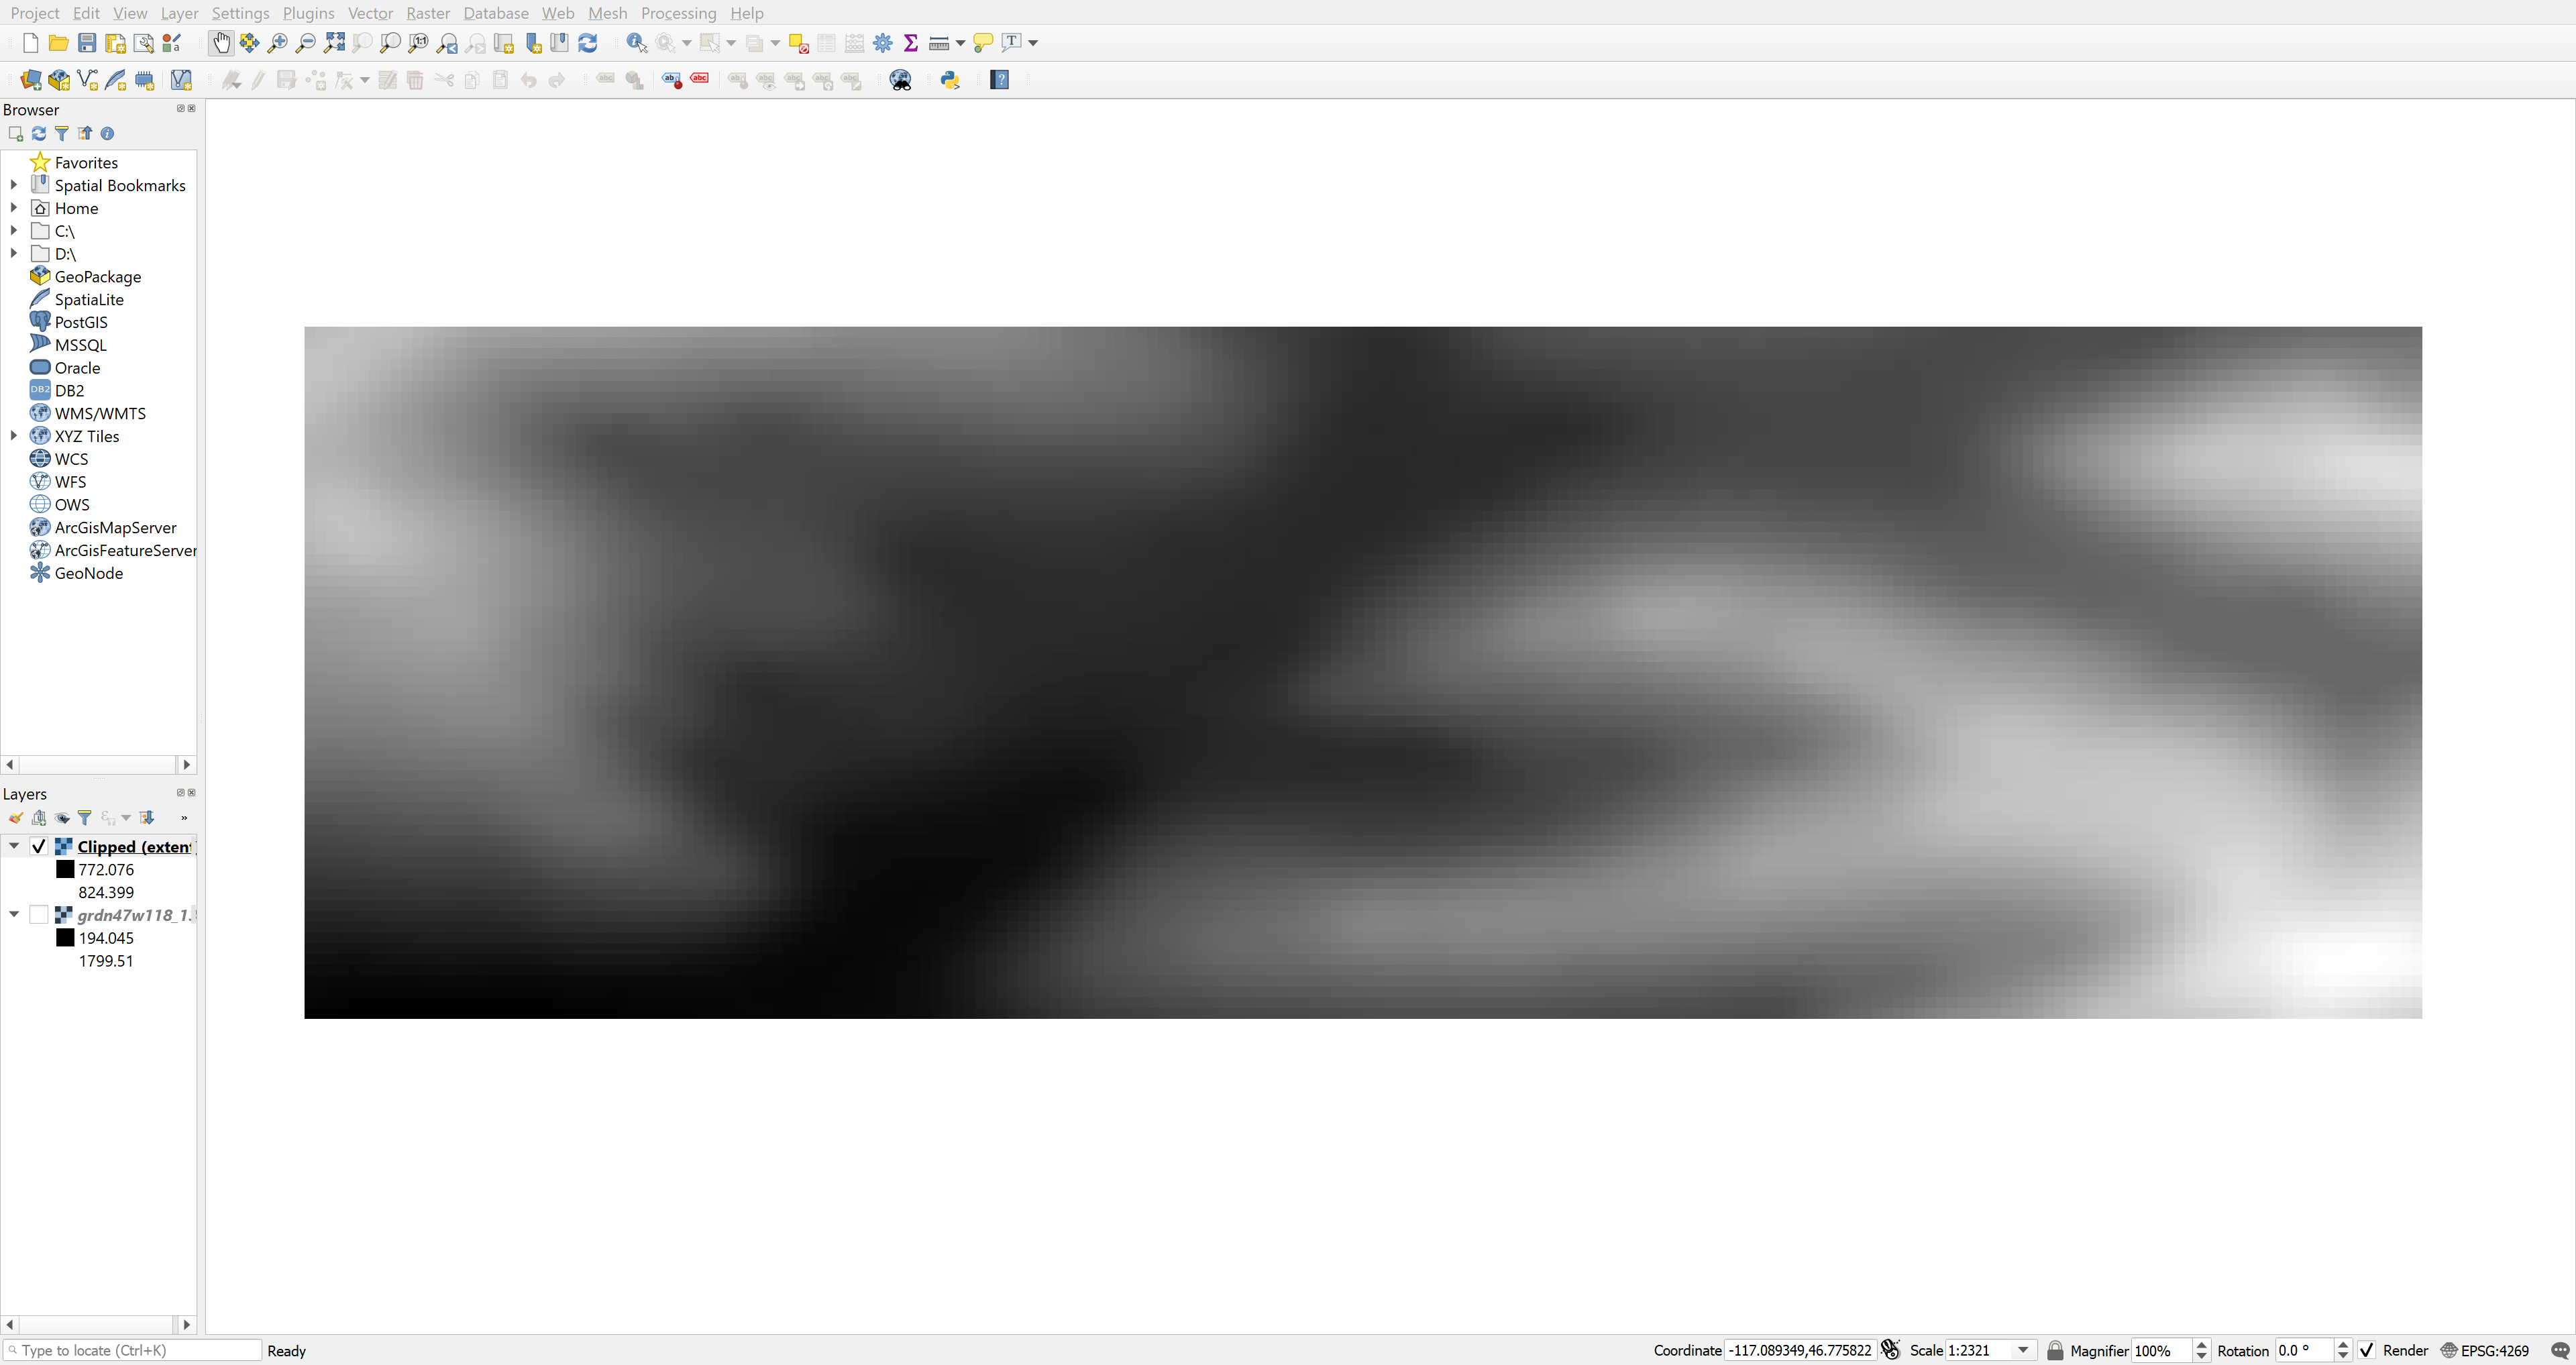 Project Edit View Layer Settings Plugins Vector Raster Database Web Mesh Processing Help
Browser
Favorites
Spatial Bookmarks
Home
C:\
D:\
GeoPackage
SpatiaLite
PostGIS
MSSQL
Oracle
DB2
DB2
WMS/WMTS
XYZ Tiles
WCS
WFS
OWS
ArcGisMapServer
ArcGisFeatureServer
GeoNode
Layers
Clipped (extent
772.076
824.399
grdn47w118_1
194.045
1799.51
Type to locate (Ctrl+K) Ready Coordinate -117.089349,46.775822 Scale 1:2321 Magnifier 100% Rotation 0.0 ° Render EPSG:4269